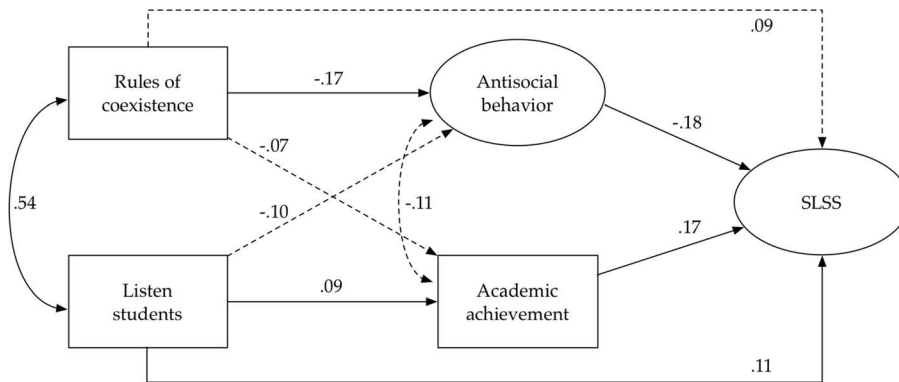 .09
Rules of
coexistence
-.17
Antisocial
behavior
-.18
-.07
SLSS
.54
-.10
-.11
.17
Listen
students
.09
Academic
achievement
.11